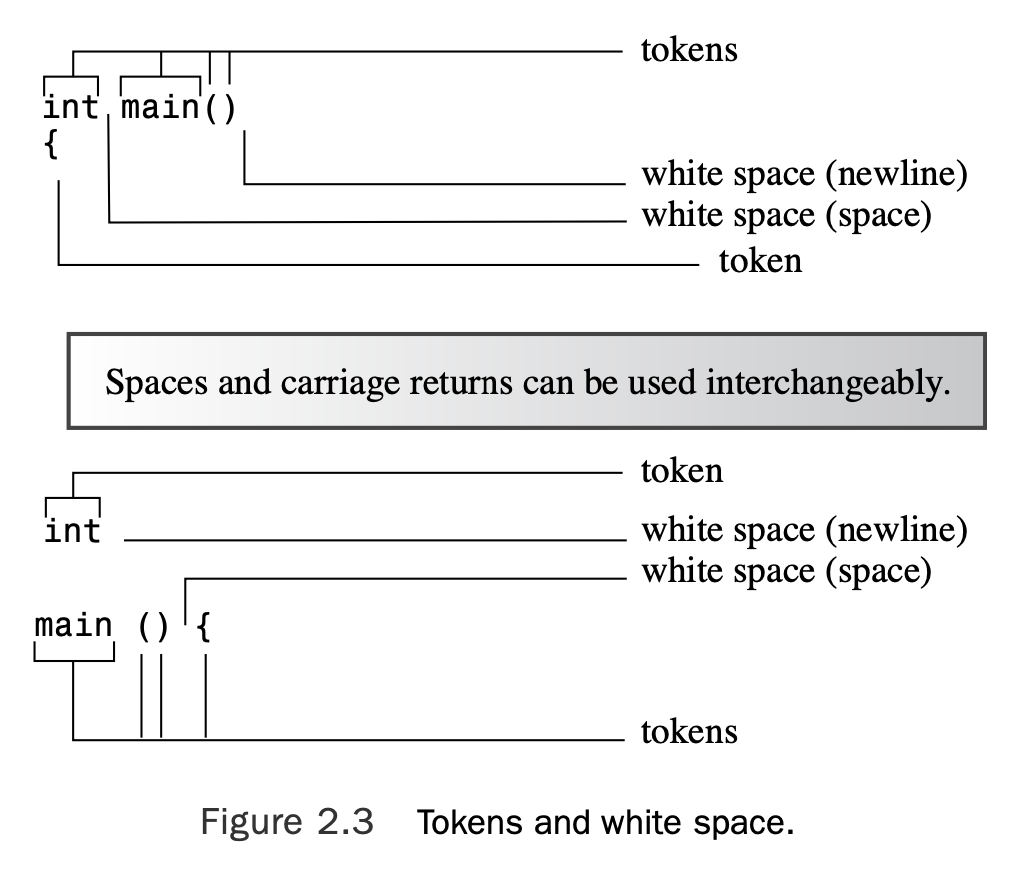 tokens
int main()
{
white space (newline)
white space (space)
token
Spaces and carriage returns can be used interchangeably.
token
int
white space (newline)
white space (space)
main () {
tokens
Figure 2.3 Tokens and white space.